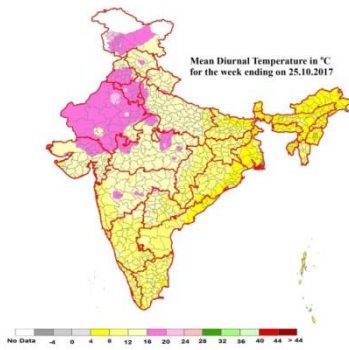 Mean Diurnal Temperature in °C
for the week ending on 25.10.2017
No Data -4 0 4 8 12 16 20 24 28 32 36 40 44 > 44